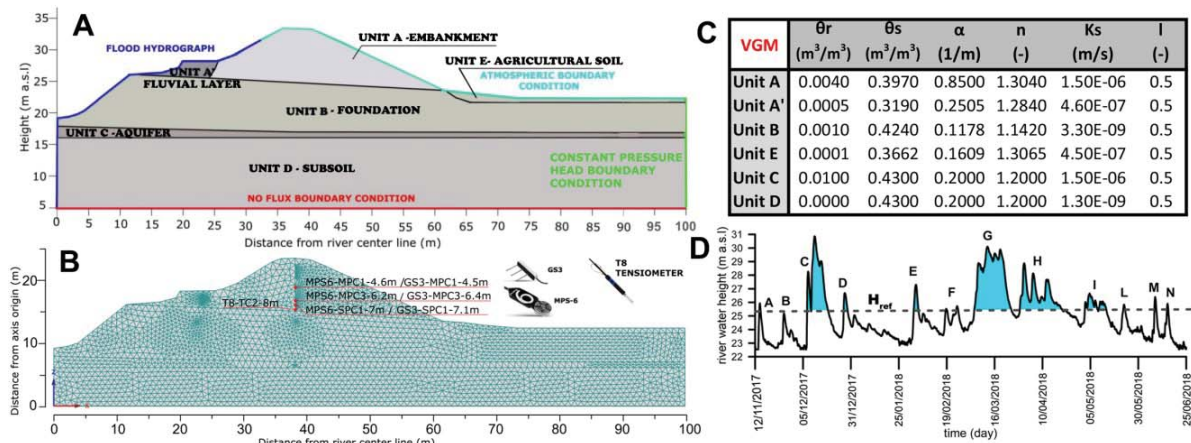 A
FLOOD HYDROGRAPH
UNIT A -EMBANKMENT
UNIT E- AGRICULTURAL SOIL
ATMOSPHERIC BOUNDARY
CONDITION
UNIT A'
FLUVIAL LAYER
UNIT B - FOUNDATION
UNIT C -AQUIFER
UNIT D - SUBSOIL
CONSTANT PRESSURE
HEAD BOUNDARY
CONDITION
NO FLUX BOUNDARY CONDITION
Height (m a.s.l)
35
30
25
20
15
10
5
0 5 10 15 20 25 30 35 40 45 50 55 60 65 70 75 80 85 90 95 100
Distance from river center line (m)
B
MPS6-MPC1-4.6m /GS3-MPC1-4.5m
MPS6-MPC3-6.2m / GS3-MPC3-6.4m
T8-TC2-8m
MPS6-SPC1-7m / GS3-SPC1-7.1m
GS3
MPS-6
T8
TENSIOMETER
Distance from axis origin (m)
20
10
0
0 10 20 30 40 50 60 70 80 90 100
Distance from river center line (m)
C
VGM θr θs α n Ks l
(m³/m³) (m³/m³) (1/m) (-) (m/s) (-)
Unit A 0.0040 0.3970 0.8500 1.3040 1.50E-06 0.5
Unit A' 0.0005 0.3190 0.2505 1.2840 4.60E-07 0.5
Unit B 0.0010 0.4240 0.1178 1.1420 3.30E-09 0.5
Unit E 0.0001 0.3662 0.1609 1.3065 4.50E-07 0.5
Unit C 0.0100 0.4300 0.2000 1.2000 1.50E-06 0.5
Unit D 0.0000 0.4300 0.2000 1.2000 1.30E-09 0.5
D
river water height (m a.s.l)
31
30
29
28
27
26
25
24
23
22
A B C D E F G H I L M N
Href
12/11/2017 05/12/2017 31/12/2017 25/01/2018 19/02/2018 16/03/2018 10/04/2018 05/05/2018 30/05/2018 25/06/2018
time (day)